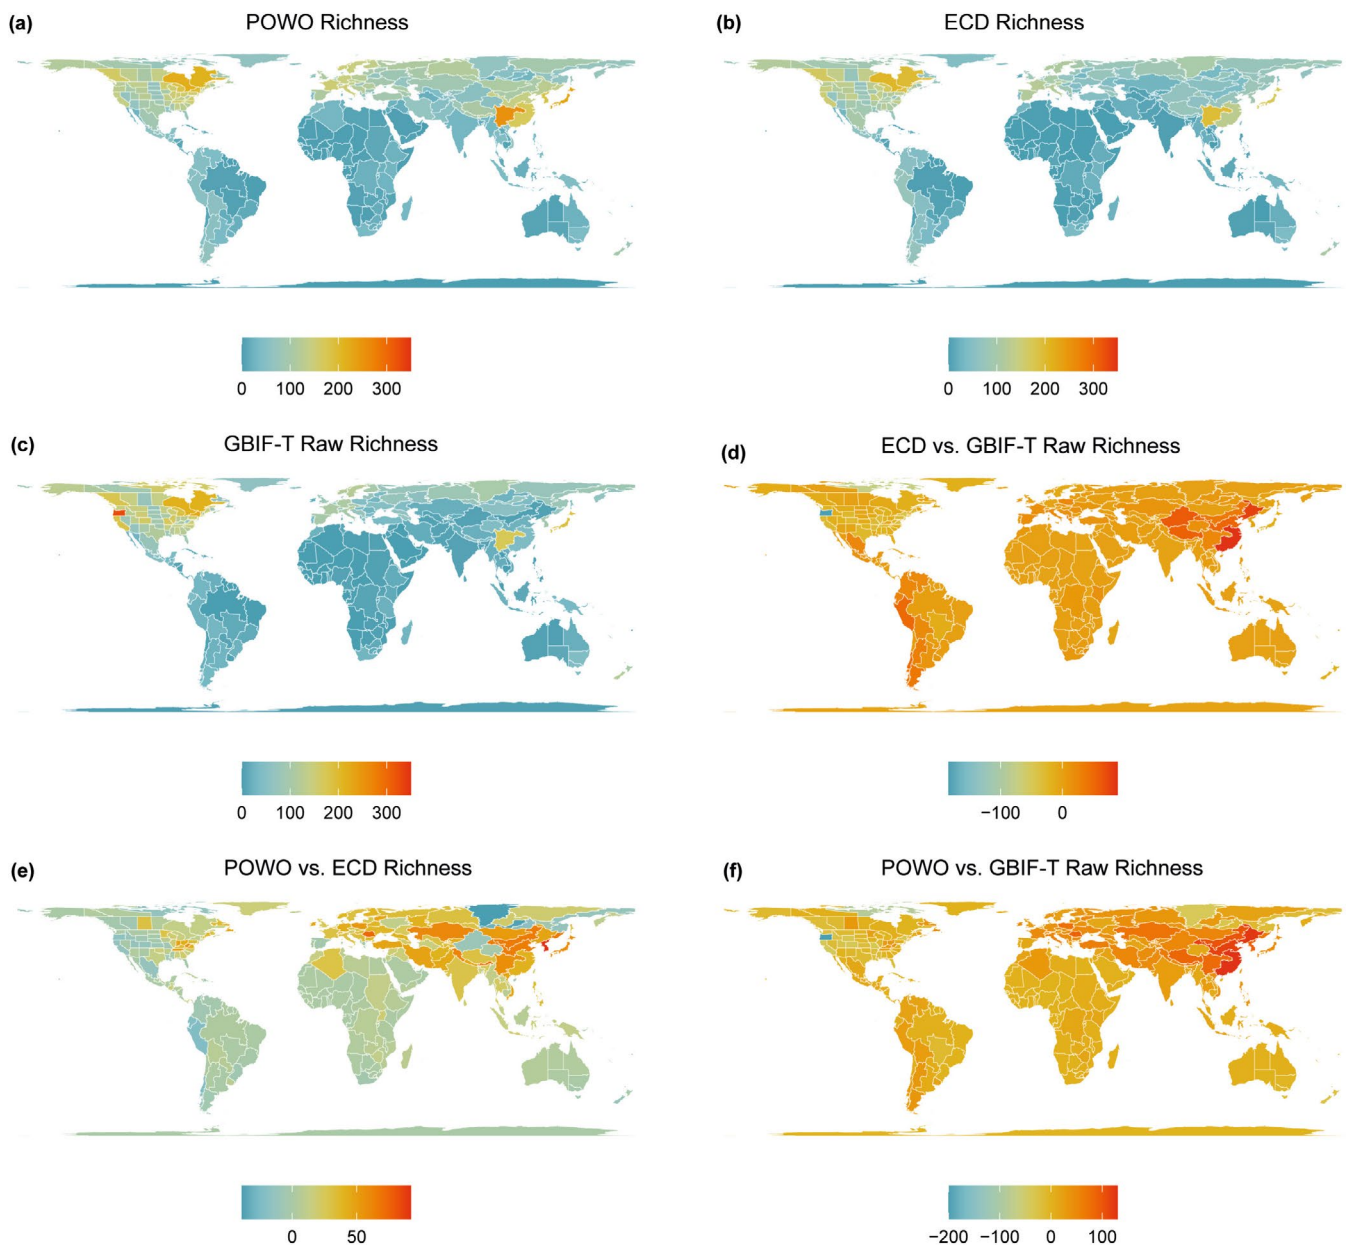 (a) POWO Richness
(b) ECD Richness
0 100 200 300
0 100 200 300
(c) GBIF-T Raw Richness
(d) ECD vs. GBIF-T Raw Richness
0 100 200 300
−100 0
(e) POWO vs. ECD Richness
(f) POWO vs. GBIF-T Raw Richness
0 50
−200 −100 0 100